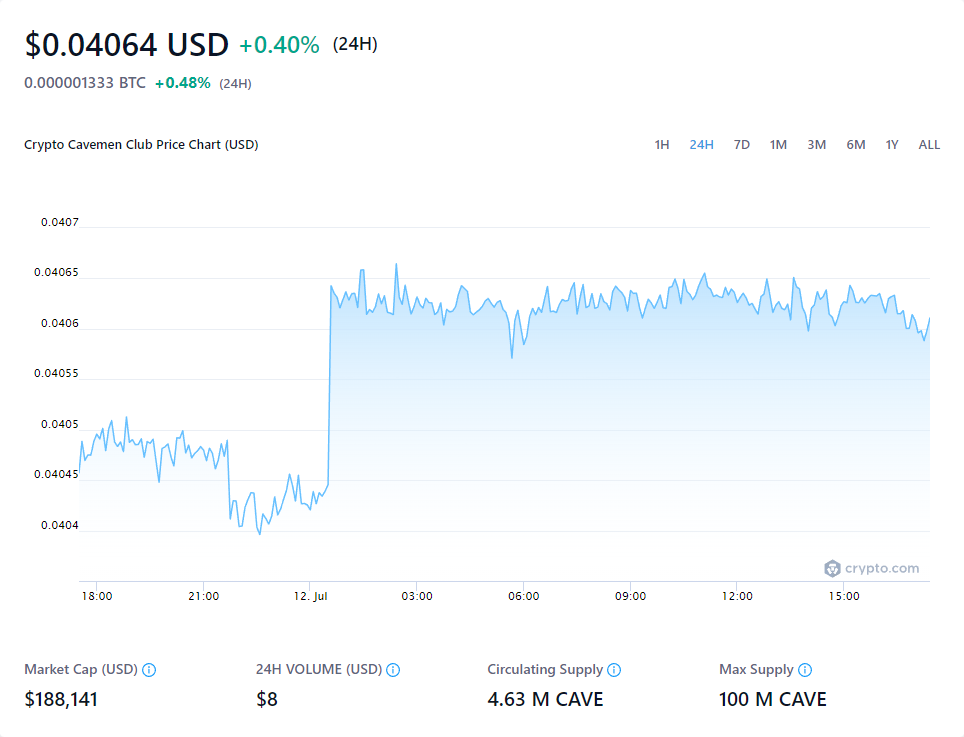 $0.04064 USD +0.40% (24H)
0.000001333 BTC +0.48% (24H)
Crypto Cavemen Club Price Chart (USD) 1H 24H 7D 1M 3M 6M 1Y ALL
0.0407
0.04065
0.0406
0.04055
0.0405
0.04045
0.0404
crypto.com
18:00 21:00 12. Jul 03:00 06:00 09:00 12:00 15:00
Market Cap (USD) 24H VOLUME (USD) Circulating Supply Max Supply
$188,141 $8 4.63 M CAVE 100 M CAVE